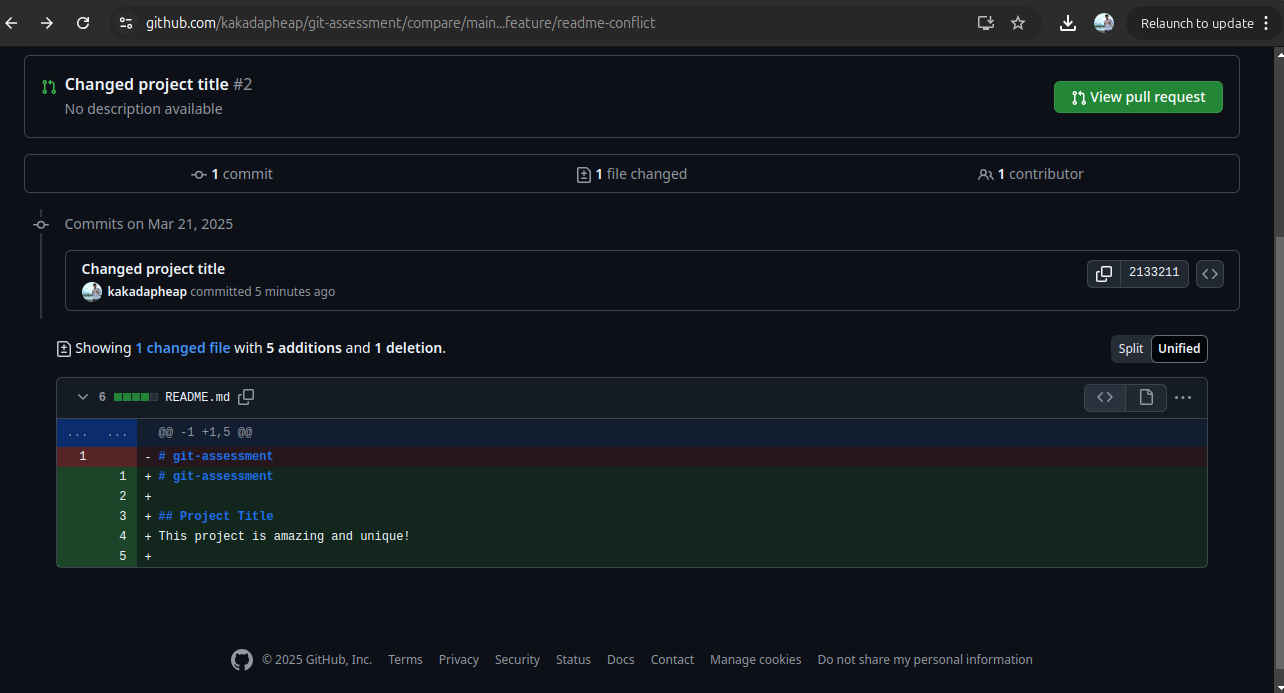 github.com/kakadapheap/git-assessment/compare/main...feature/readme-conflict
Relaunch to update
Changed project title #2
No description available
View pull request
1 commit
1 file changed
1 contributor
Commits on Mar 21, 2025
Changed project title
kakadapheap committed 5 minutes ago
2133211
Showing 1 changed file with 5 additions and 1 deletion.
Split
Unified
6
README.md
... ...
@@ -1 +1,5 @@
1 - # git-assessment
1 + # git-assessment
2 +
3 + ## Project Title
4 + This project is amazing and unique!
5 +
© 2025 GitHub, Inc. Terms Privacy Security Status Docs Contact Manage cookies Do not share my personal information